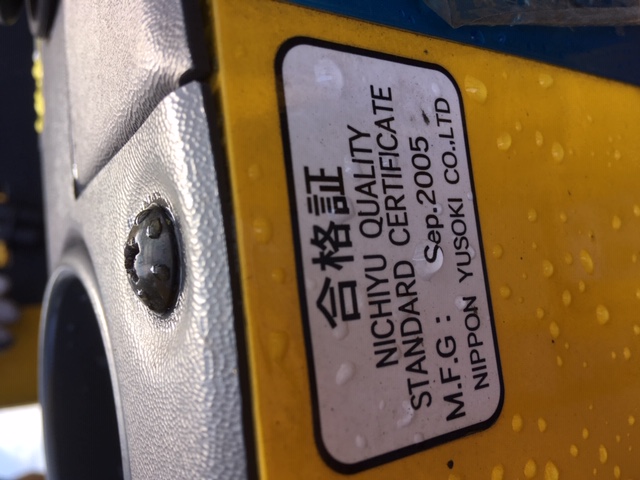 合格証
NICHIYU QUALITY
STANDARD CERTIFICATE
M.F.G : Sep.2005
NIPPON YUSOKI CO.,LTD